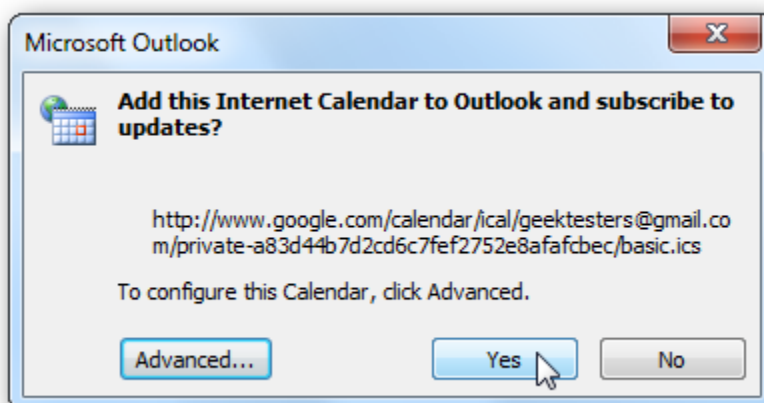 Microsoft Outlook
Add this Internet Calendar to Outlook and subscribe to
updates?
http://www.google.com/calendar/ical/geektesters@gmail.co
m/private-a83d44b7d2cd6c7fef2752e8afafcbec/basic.ics
To configure this Calendar, click Advanced.
Advanced... Yes No